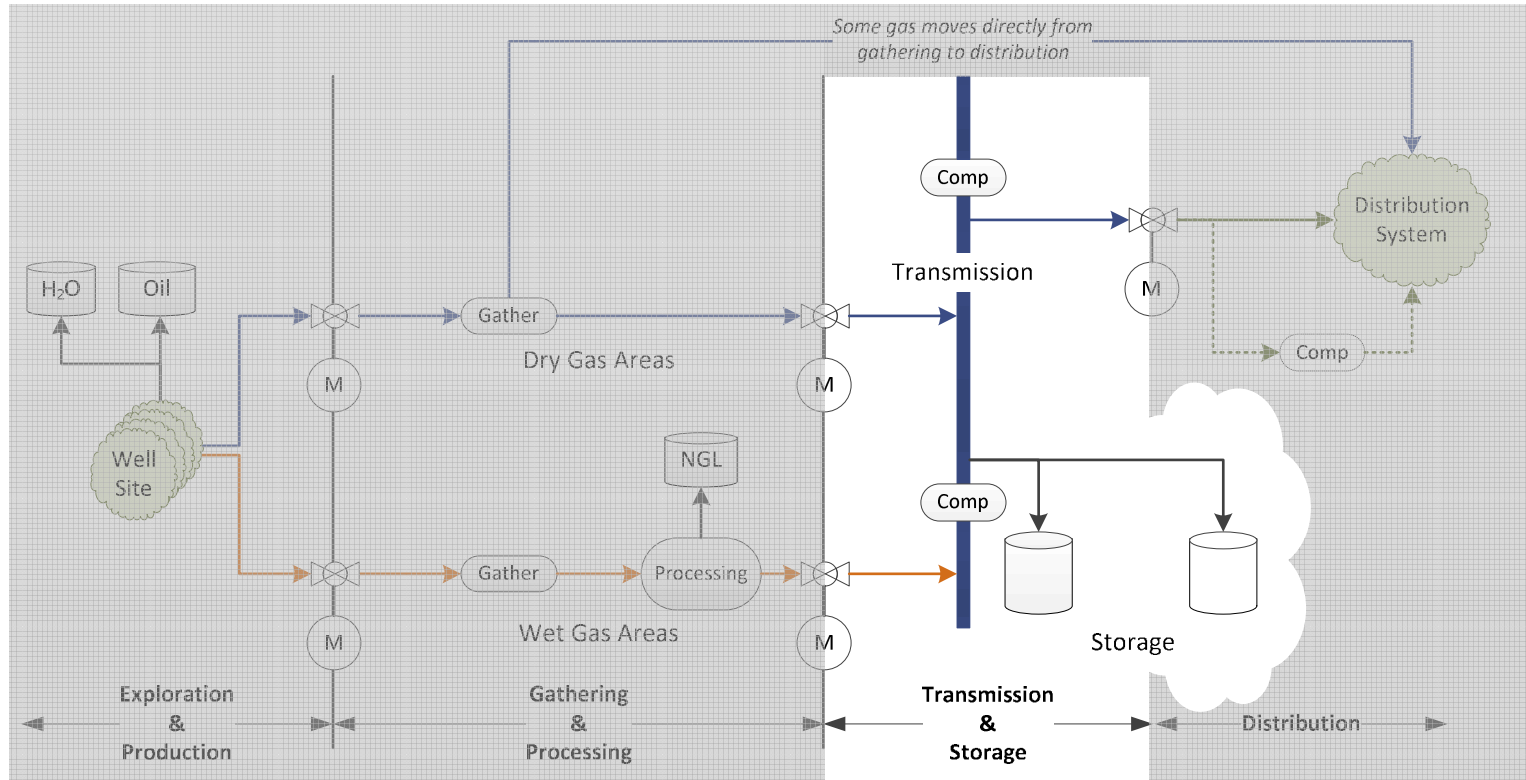 Some gas moves directly from
gathering to distribution
Comp
Distribution
System
Transmission
M
H₂O
Oil
Gather
Dry Gas Areas
Comp
M
M
Well
Site
NGL
Comp
Gather
Processing
Wet Gas Areas
M
M
Storage
Exploration
&
Production
Gathering
&
Processing
Transmission
&
Storage
Distribution